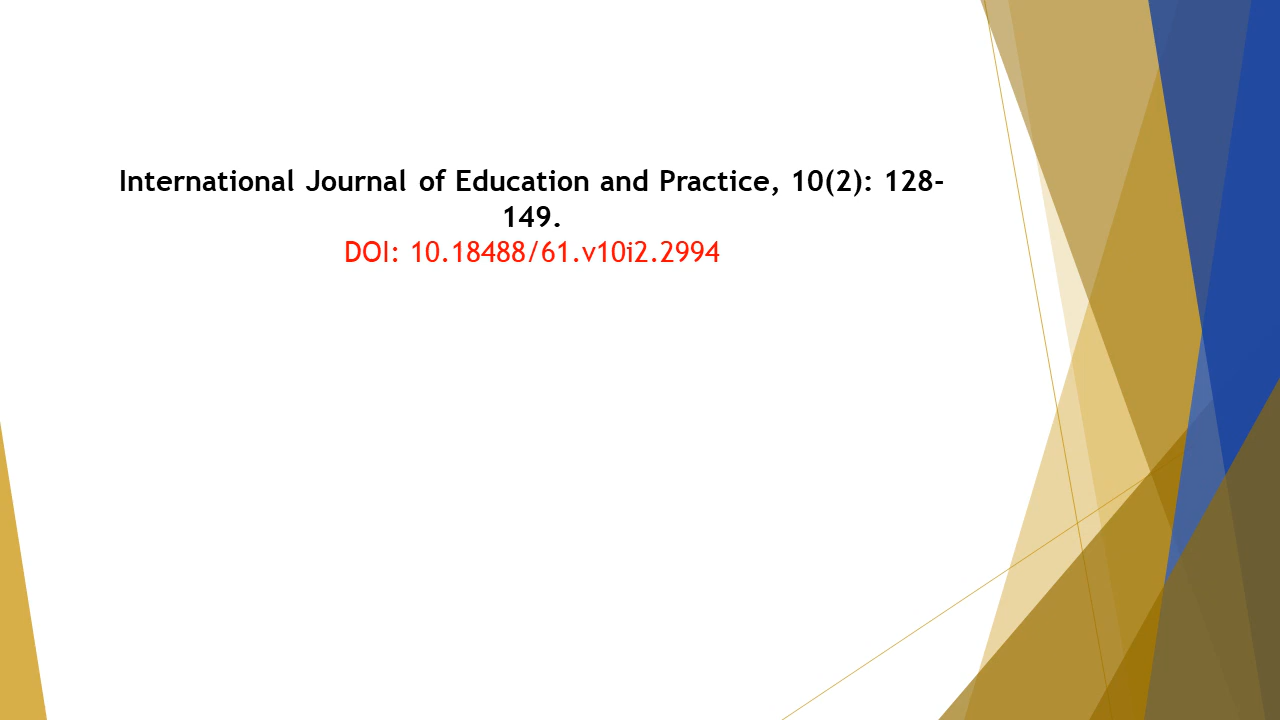 International Journal of Education and Practice, 10(2): 128-
149.
DOI: 10.18488/61.v10i2.2994